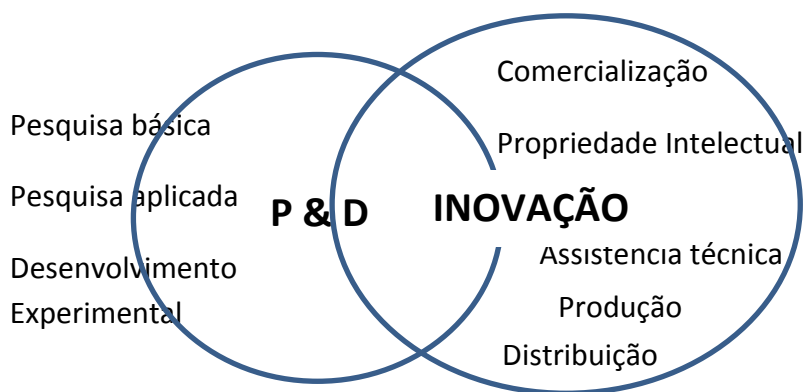 Comercialização
Pesquisa básica
Propriedade Intelectual
Pesquisa aplicada
P & D
INOVAÇÃO
Assistencia técnica
Desenvolvimento
Experimental
Produção
Distribuição